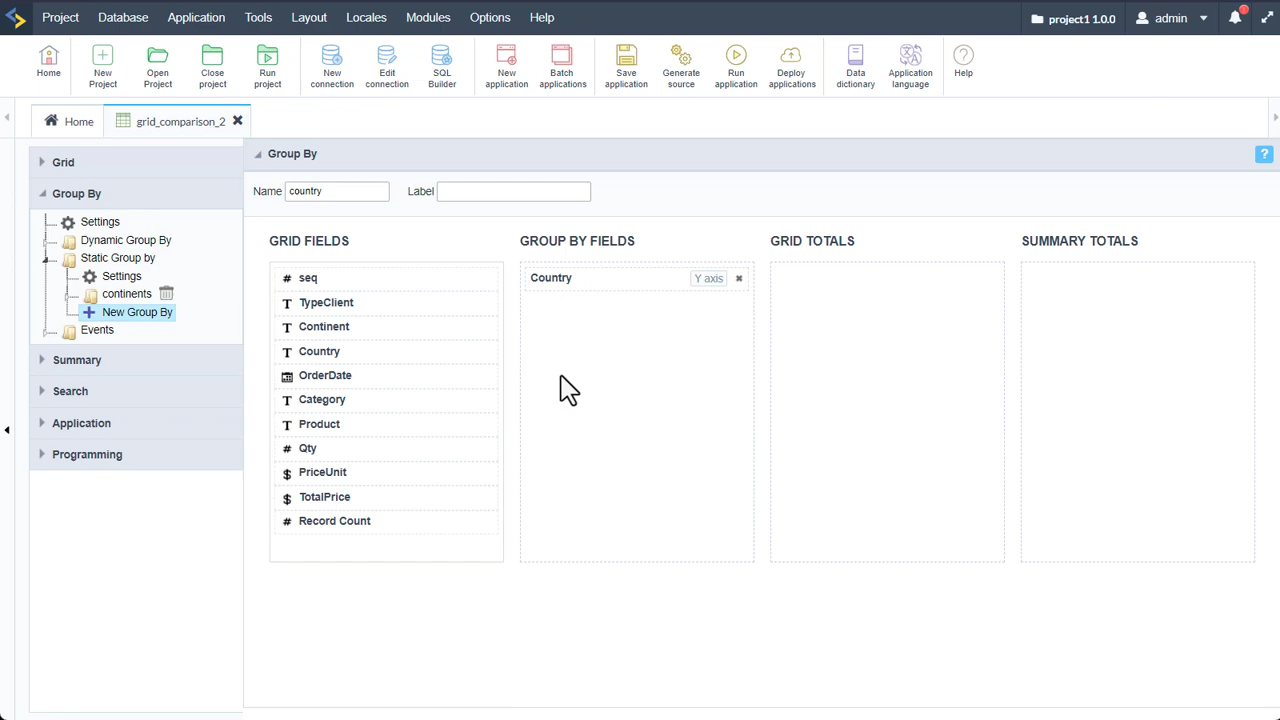 Project Database Application Tools Layout Locales Modules Options Help project1 1.0.0 admin
Home
New Project
Open Project
Close project
Run project
New connection
Edit connection
SQL Builder
New application
Batch applications
Save application
Generate source
Run application
Deploy applications
Data dictionary
Application language
Help
Home grid_comparison_2
Grid
Group By
Settings
Dynamic Group By
Static Group by
Settings
continents
New Group By
Events
Summary
Search
Application
Programming
Group By ?
Name country Label
GRID FIELDS
# seq
T TypeClient
T Continent
T Country
OrderDate
T Category
T Product
# Qty
$ PriceUnit
$ TotalPrice
# Record Count
GROUP BY FIELDS
Country Y axis
GRID TOTALS
SUMMARY TOTALS